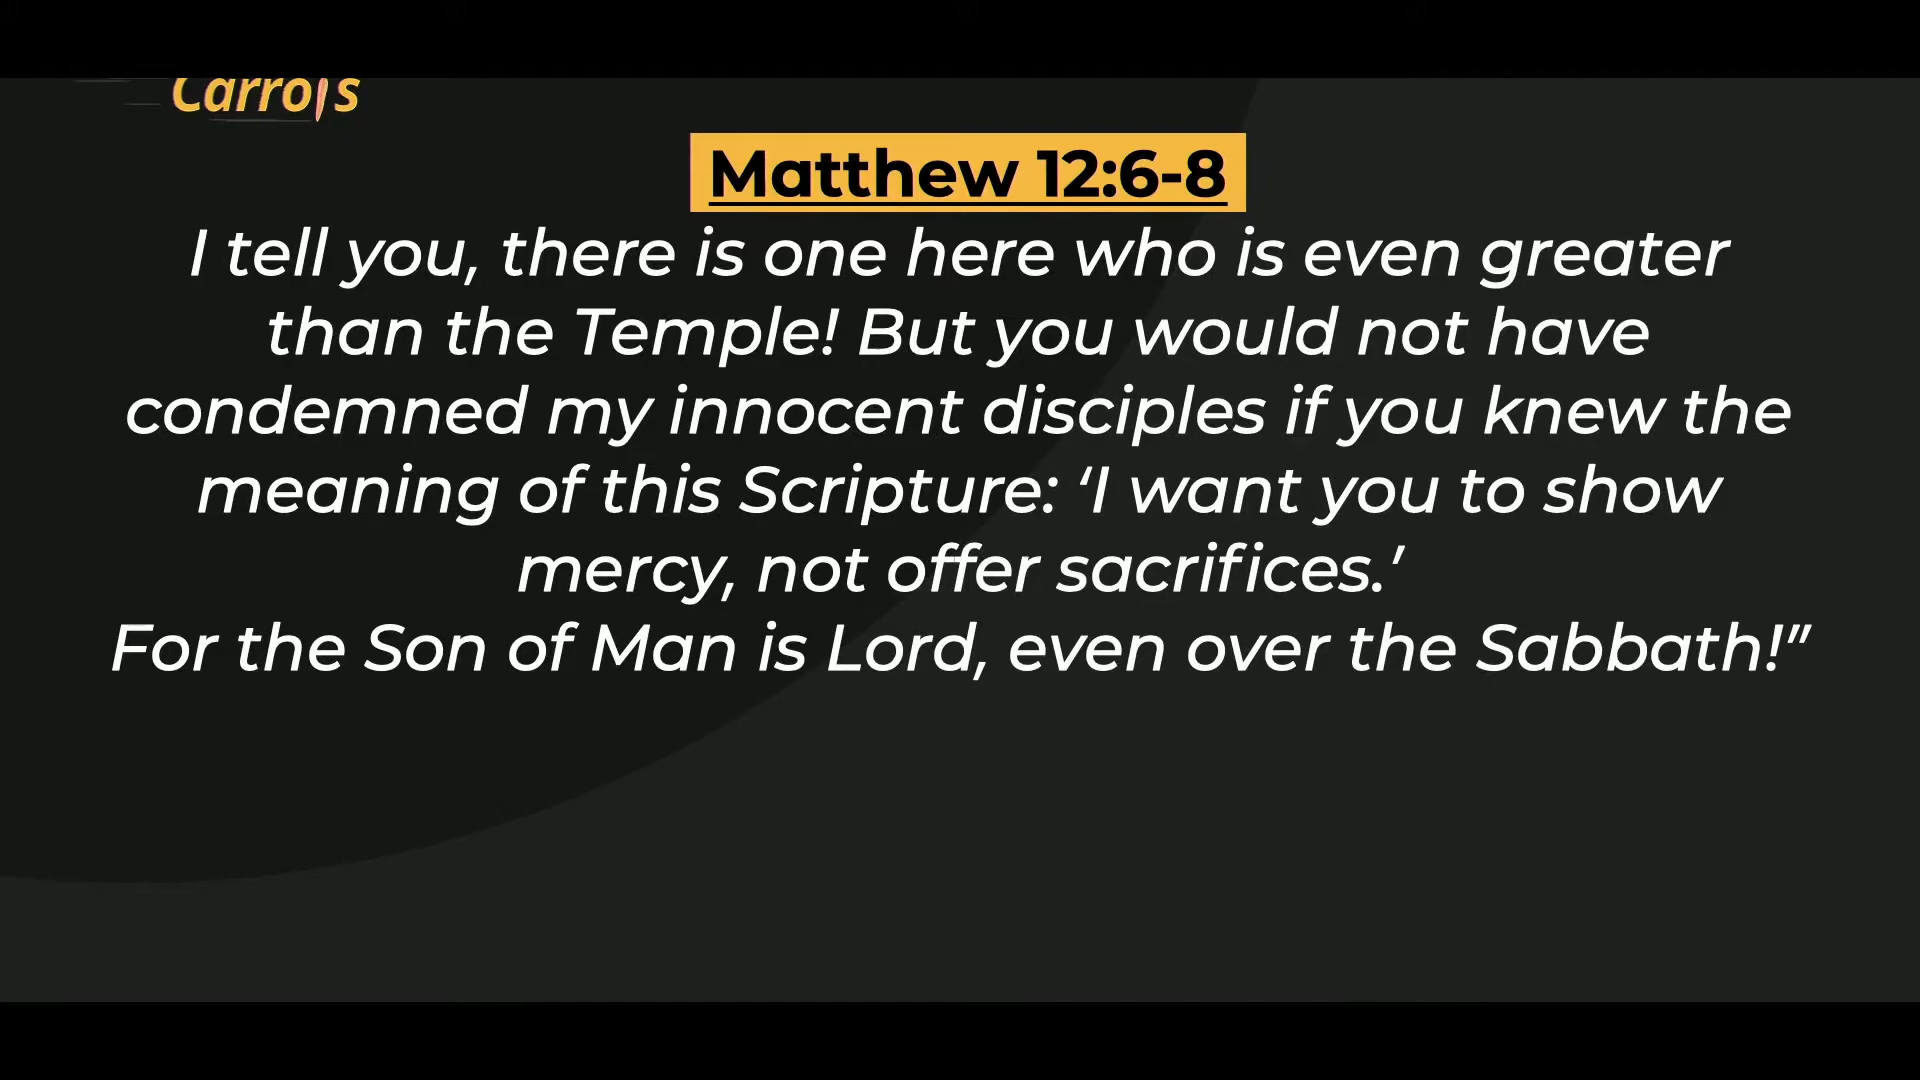 Carrots
Matthew 12:6-8
I tell you, there is one here who is even greater
than the Temple! But you would not have
condemned my innocent disciples if you knew the
meaning of this Scripture: ‘I want you to show
mercy, not offer sacrifices.’
For the Son of Man is Lord, even over the Sabbath!”